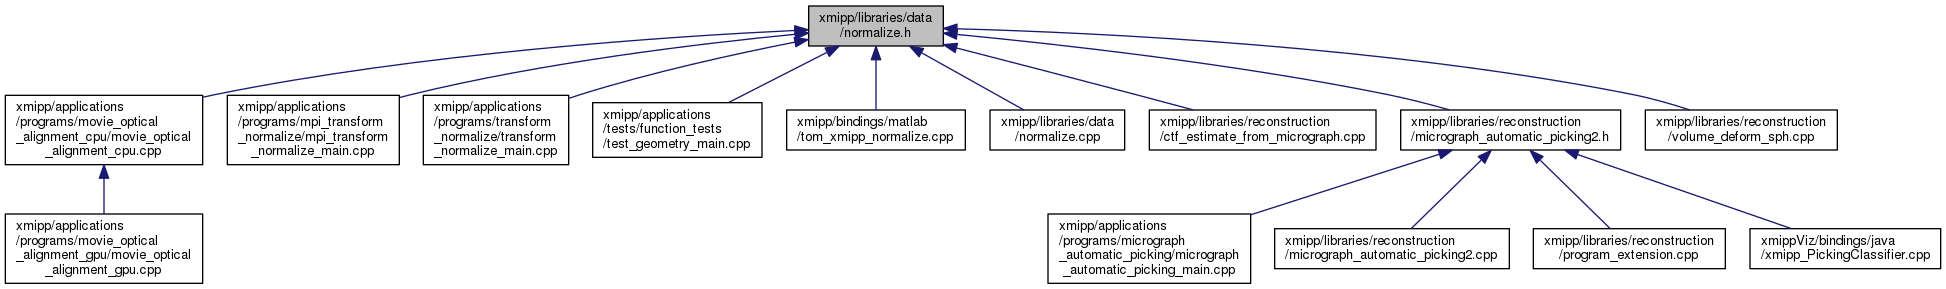 xmipp/libraries/data
/normalize.h
xmipp/applications
/programs/movie_optical
_alignment_cpu/movie_optical
_alignment_cpu.cpp
xmipp/applications
/programs/mpi_transform
_normalize/mpi_transform
_normalize_main.cpp
xmipp/applications
/programs/transform
_normalize/transform
_normalize_main.cpp
xmipp/applications
/tests/function_tests
/test_geometry_main.cpp
xmipp/bindings/matlab
/tom_xmipp_normalize.cpp
xmipp/libraries/data
/normalize.cpp
xmipp/libraries/reconstruction
/ctf_estimate_from_micrograph.cpp
xmipp/libraries/reconstruction
/micrograph_automatic_picking2.h
xmipp/libraries/reconstruction
/volume_deform_sph.cpp
xmipp/applications
/programs/movie_optical
_alignment_gpu/movie_optical
_alignment_gpu.cpp
xmipp/applications
/programs/micrograph
_automatic_picking/micrograph
_automatic_picking_main.cpp
xmipp/libraries/reconstruction
/micrograph_automatic_picking2.cpp
xmipp/libraries/reconstruction
/program_extension.cpp
xmippViz/bindings/java
/xmipp_PickingClassifier.cpp